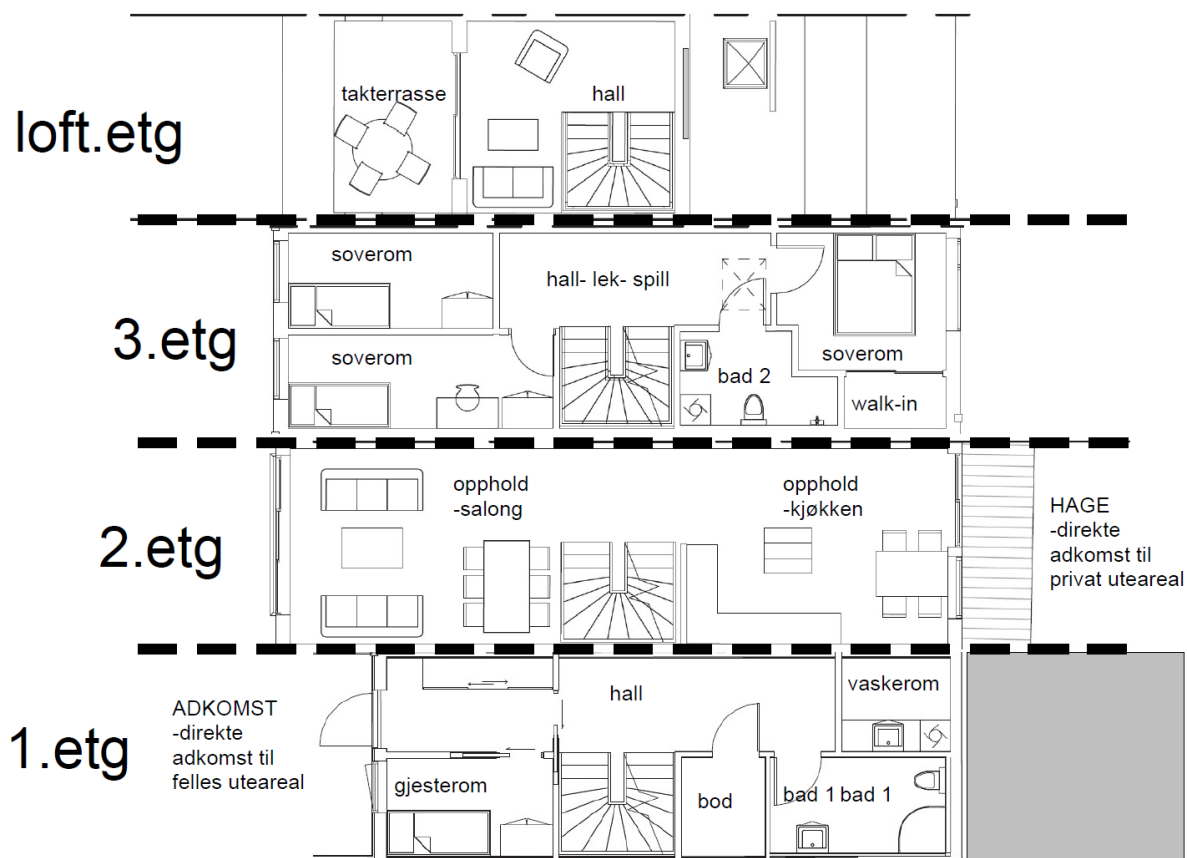 loft.etg
takterrasse
hall
3.etg
soverom
hall- lek- spill
soverom
soverom
bad 2
walk-in
2.etg
opphold
-salong
opphold
-kjøkken
HAGE
-direkte
adkomst til
privat uteareal
1.etg
ADKOMST
-direkte
adkomst til
felles uteareal
hall
vaskerom
gjesterom
bod
bad 1 bad 1